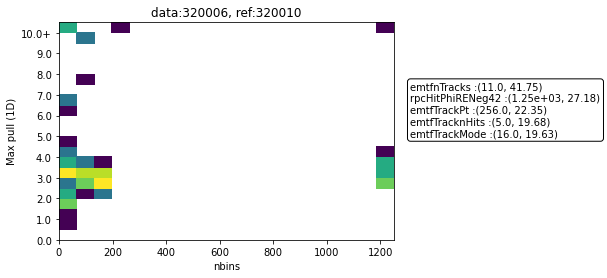 data:320006, ref:320010
10.0+
9.0
8.0
7.0
6.0
5.0
4.0
3.0
2.0
1.0
0.0
Max pull (1D)
0 200 400 600 800 1000 1200
nbins
emtfnTracks :(11.0, 41.75)
rpcHitPhiRENeg42 :(1.25e+03, 27.18)
emtfTrackPt :(256.0, 22.35)
emtfTracknHits :(5.0, 19.68)
emtfTrackMode :(16.0, 19.63)